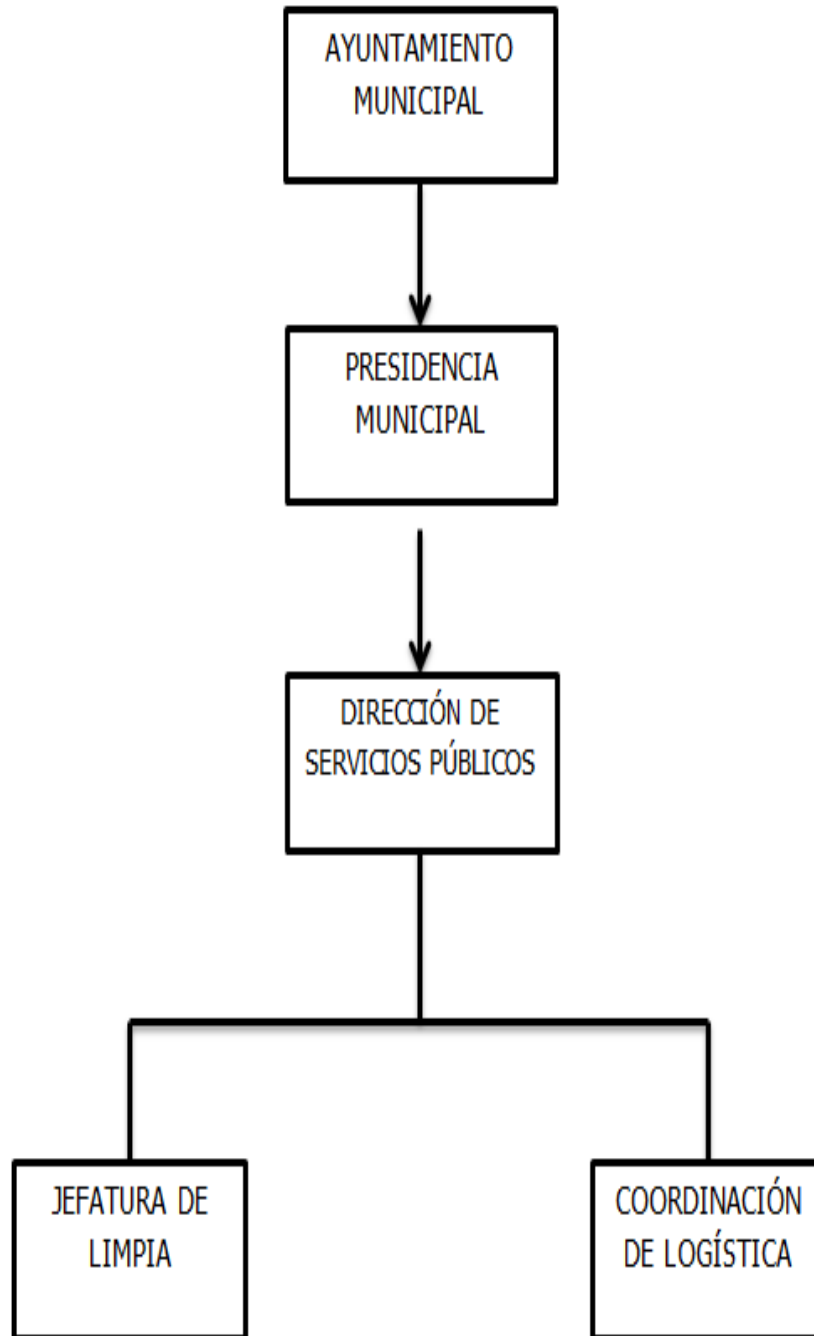 AYUNTAMIENTO
MUNICIPAL
PRESIDENCIA
MUNICIPAL
DIRECCIÓN DE
SERVICIOS PÚBLICOS
JEFATURA DE
LIMPIA
COORDINACIÓN
DE LOGÍSTICA